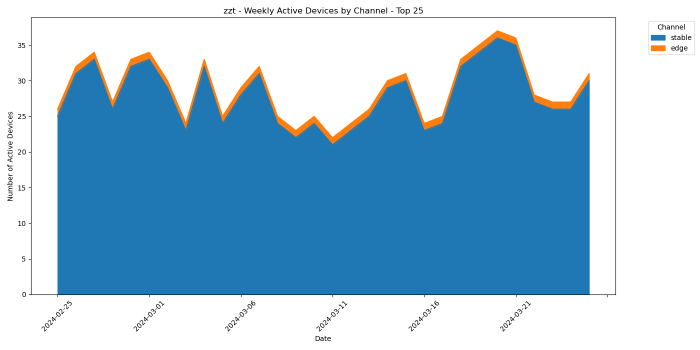 zzt - Weekly Active Devices by Channel - Top 25
Channel
stable
edge
Number of Active Devices
35
30
25
20
15
10
5
0
2024-02-25
2024-03-01
2024-03-06
2024-03-11
2024-03-16
2024-03-21
Date